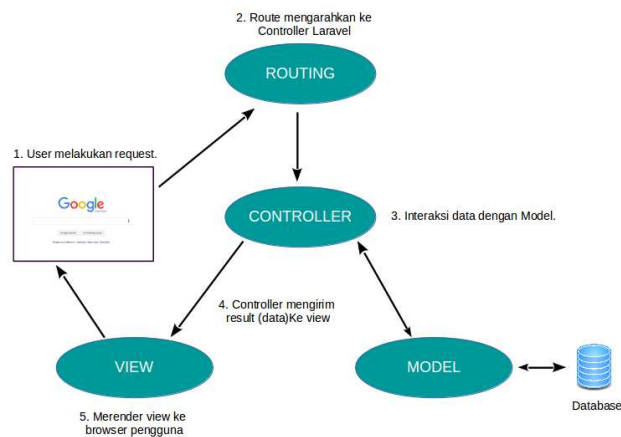 2. Route mengarahkan ke
Controller Laravel
ROUTING
1. User melakukan request.
Google
CONTROLLER
3. Interaksi data dengan Model.
4. Controller mengirim
result (data)Ke view
VIEW
MODEL
Database
5. Merender view ke
browser pengguna